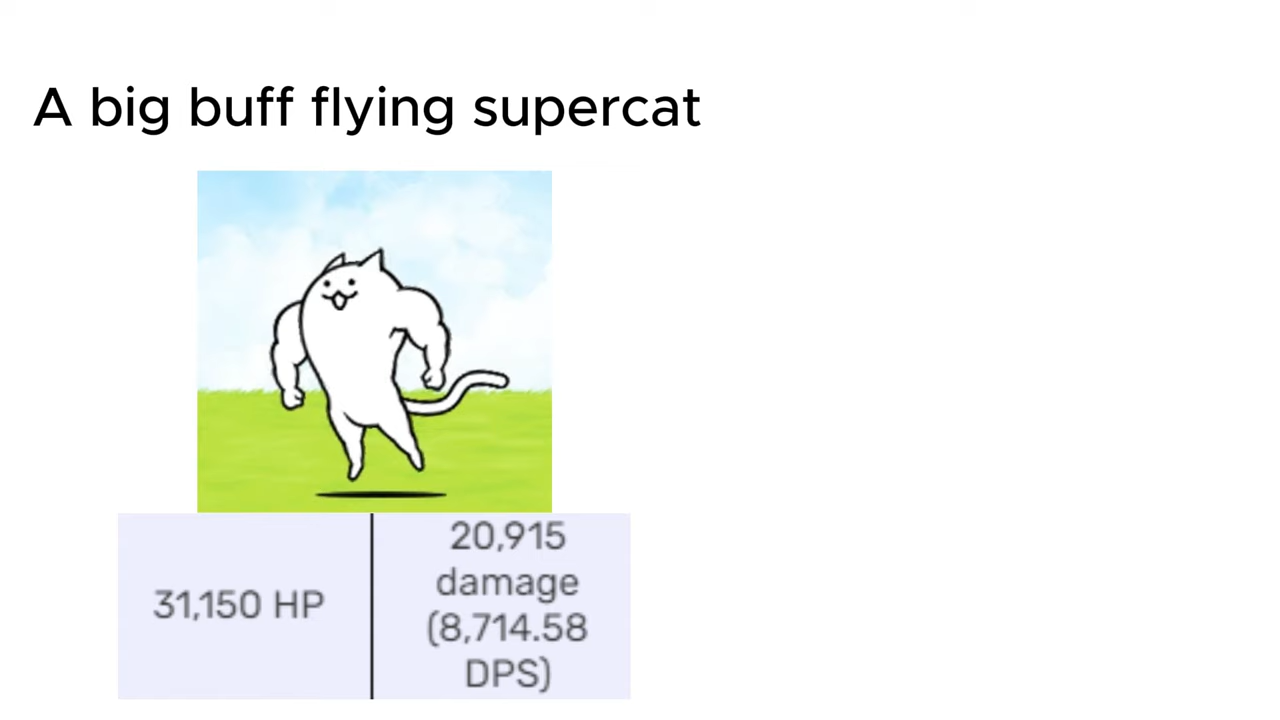 A big buff flying supercat
31,150 HP
20,915
damage
(8,714.58
DPS)